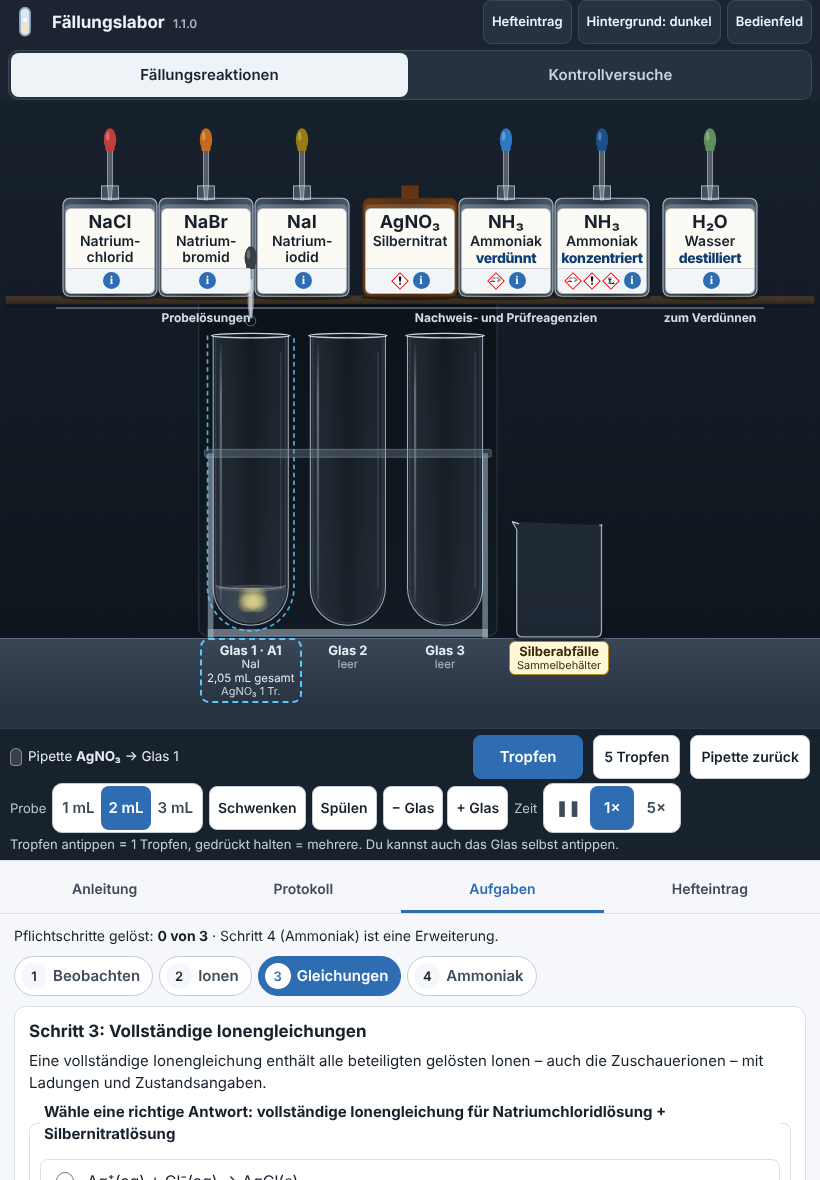 Fällungslabor 1.1.0
Hefteintrag
Hintergrund: dunkel
Bedienfeld
Fällungsreaktionen
Kontrollversuche
NaCl
Natrium-
chlorid
i
NaBr
Natrium-
bromid
i
NaI
Natrium-
iodid
i
AgNO₃
Silbernitrat
i
NH₃
Ammoniak
verdünnt
i
NH₃
Ammoniak
konzentriert
i
H₂O
Wasser
destilliert
i
Probelösungen
Nachweis- und Prüfreagenzien
zum Verdünnen
Glas 1 · A1
NaI
2,05 mL gesamt
AgNO₃ 1 Tr.
Glas 2
leer
Glas 3
leer
Silberabfälle
Sammelbehälter
Pipette AgNO₃ → Glas 1
Tropfen
5 Tropfen
Pipette zurück
Probe
1 mL
2 mL
3 mL
Schwenken
Spülen
− Glas
+ Glas
Zeit
❚❚
1×
5×
Tropfen antippen = 1 Tropfen, gedrückt halten = mehrere. Du kannst auch das Glas selbst antippen.
Anleitung
Protokoll
Aufgaben
Hefteintrag
Pflichtschritte gelöst: 0 von 3 · Schritt 4 (Ammoniak) ist eine Erweiterung.
1 Beobachten
2 Ionen
3 Gleichungen
4 Ammoniak
Schritt 3: Vollständige Ionengleichungen
Eine vollständige Ionengleichung enthält alle beteiligten gelösten Ionen – auch die Zuschauerionen – mit
Ladungen und Zustandsangaben.
Wähle eine richtige Antwort: vollständige Ionengleichung für Natriumchloridlösung +
Silbernitratlösung
Ag⁺(aq) + Cl⁻(aq) → AgCl(s)